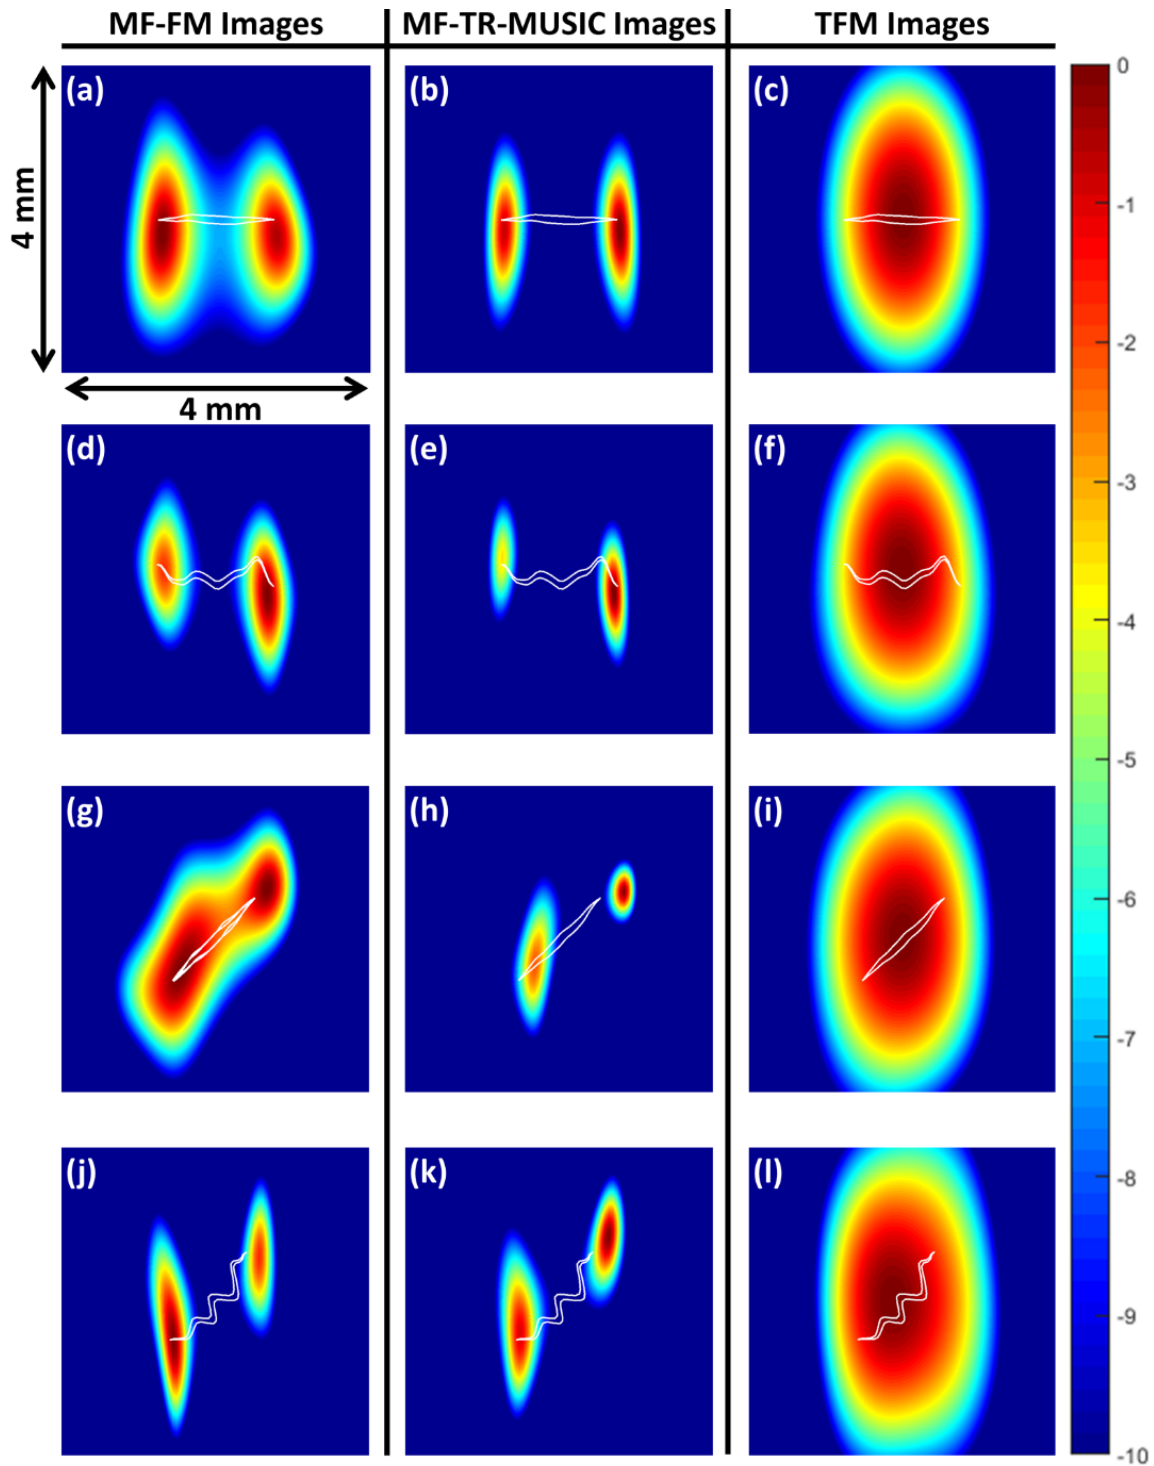 MF-FM Images MF-TR-MUSIC Images TFM Images
(a) (b) (c) 0
-1
4 mm
-2
4 mm
(d) (e) (f)
-3
-4
-5
(g) (h) (i)
-6
-7
(j) (k) (l)
-8
-9
-10